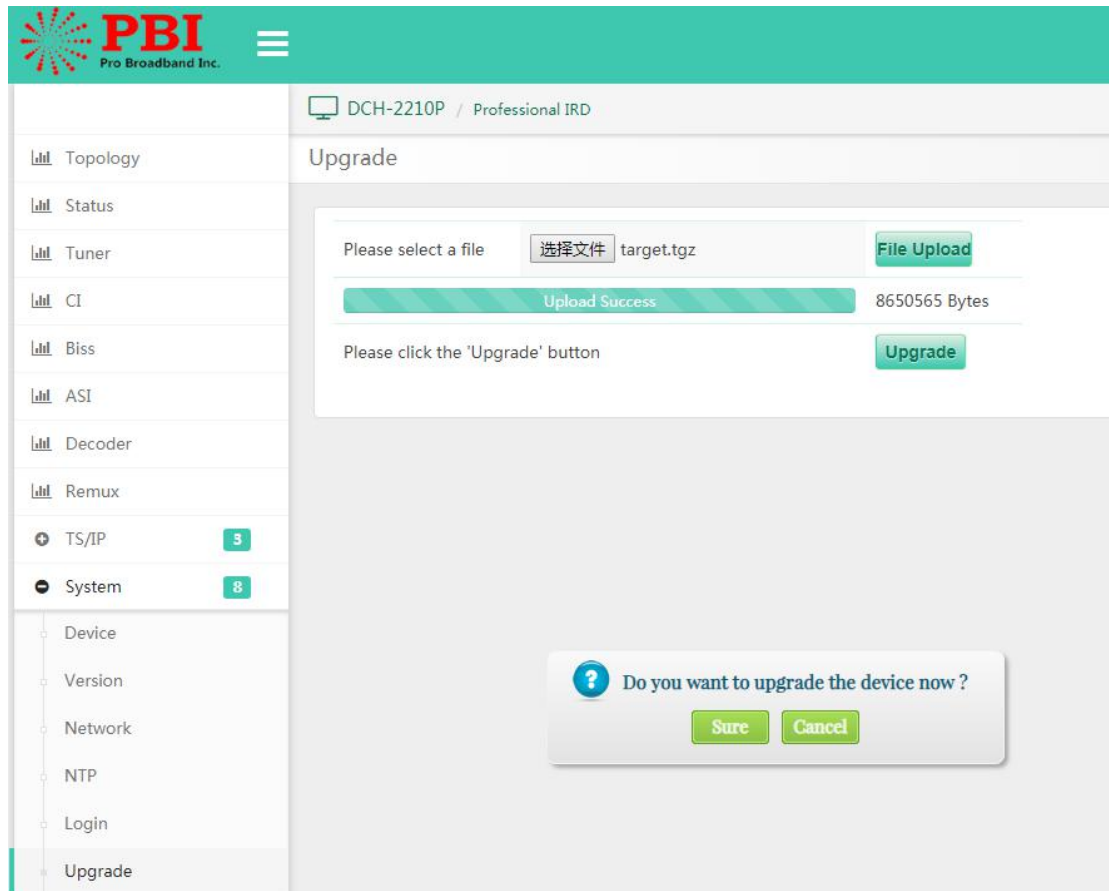 PBI
Pro Broadband Inc.
DCH-2210P / Professional IRD
Upgrade
Topology
Status
Tuner
CI
Biss
ASI
Decoder
Remux
TS/IP 3
System 8
Device
Version
Network
NTP
Login
Upgrade
Please select a file 选择文件 target.tgz File Upload
Upload Success 8650565 Bytes
Please click the 'Upgrade' button Upgrade
Do you want to upgrade the device now ?
Sure Cancel